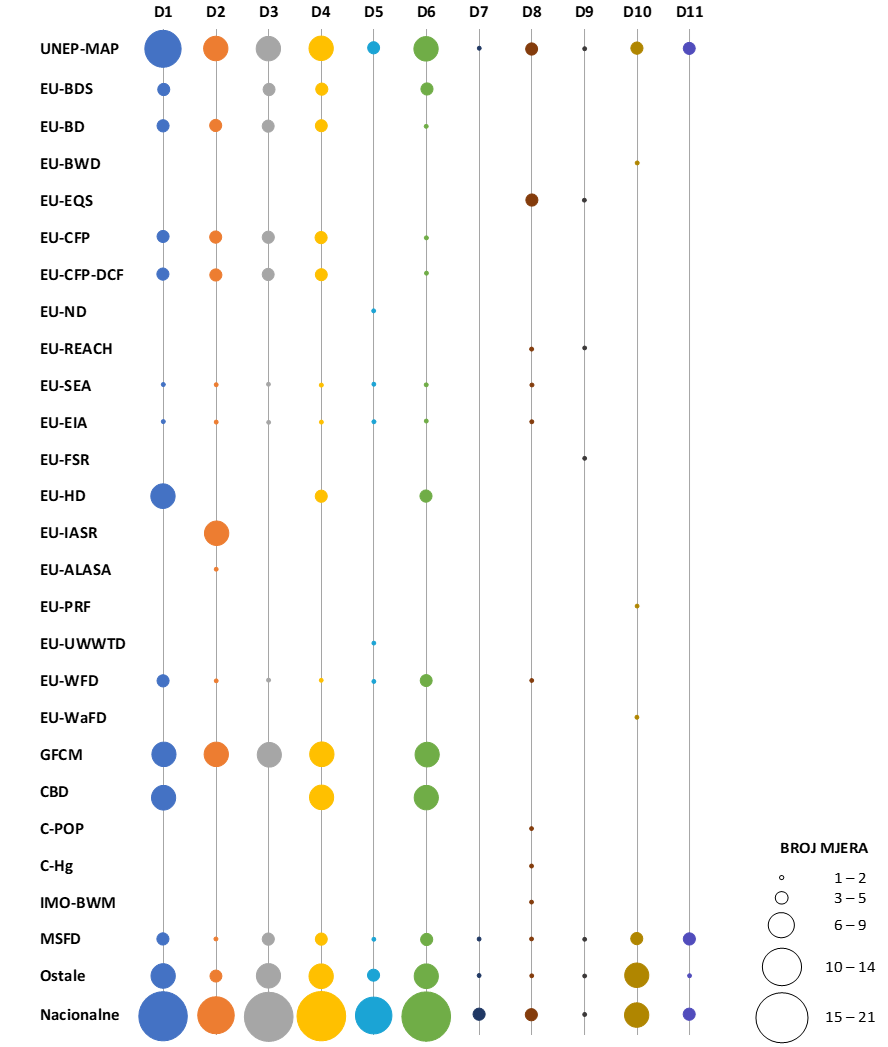 D1 D2 D3 D4 D5 D6 D7 D8 D9 D10 D11
UNEP-MAP
EU-BDS
EU-BD
EU-BWD
EU-EQS
EU-CFP
EU-CFP-DCF
EU-ND
EU-REACH
EU-SEA
EU-EIA
EU-FSR
EU-HD
EU-IASR
EU-ALASA
EU-PRF
EU-UWWTD
EU-WFD
EU-WaFD
GFCM
CBD
C-POP
C-Hg
IMO-BWM
MSFD
Ostale
Nacionalne
BROJ MJERA
1 – 2
3 – 5
6 – 9
10 – 14
15 – 21